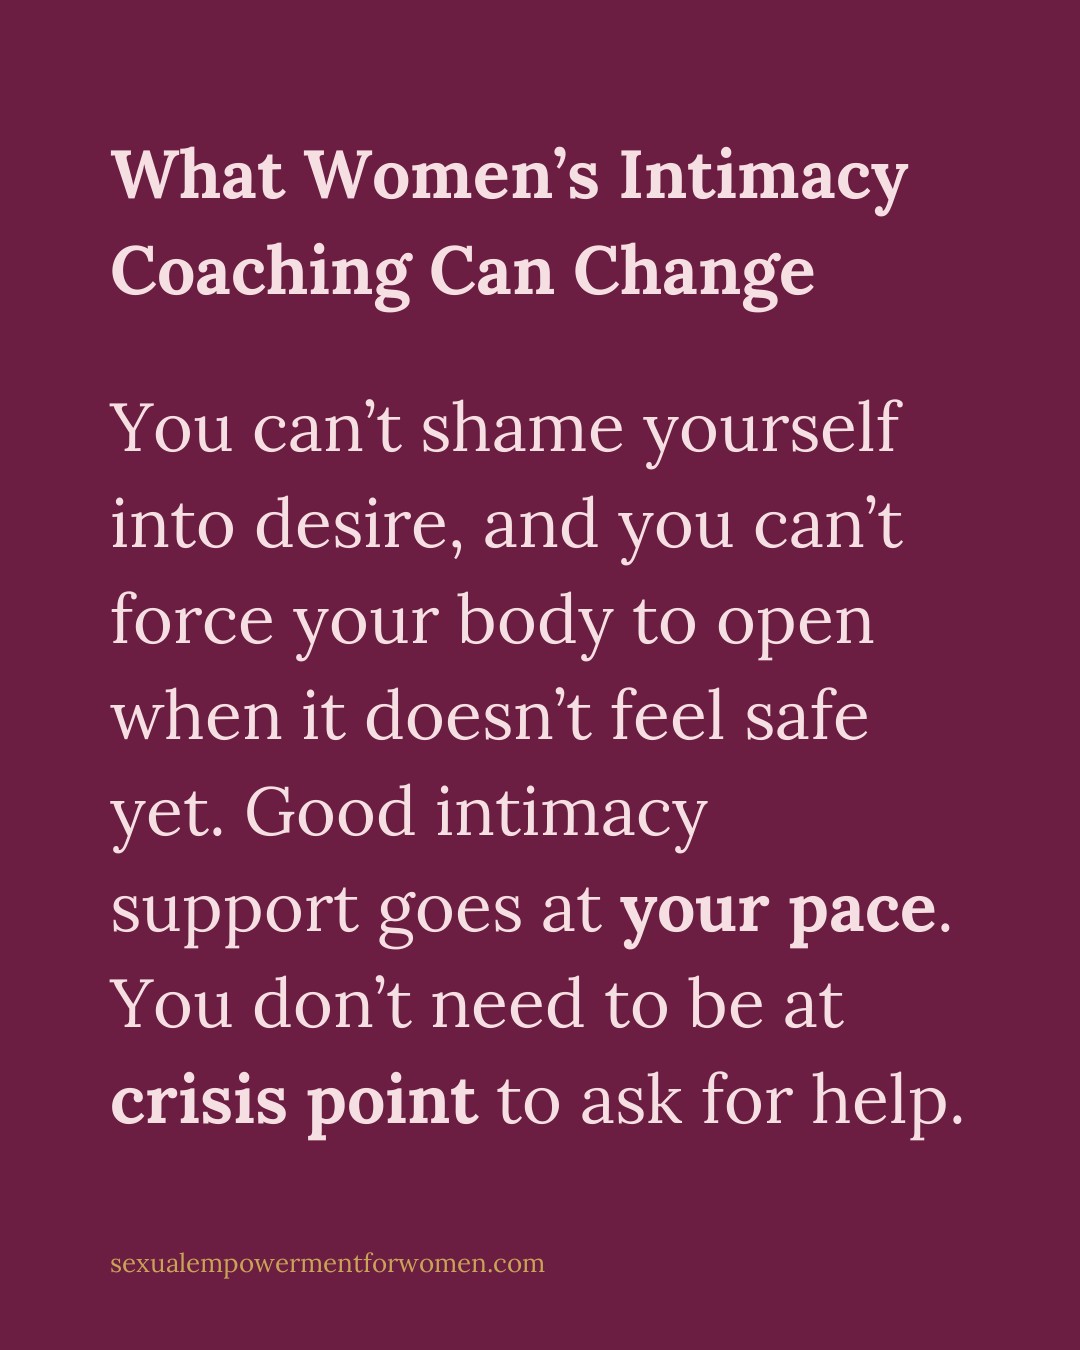 What Women’s Intimacy
Coaching Can Change
You can’t shame yourself
into desire, and you can’t
force your body to open
when it doesn’t feel safe
yet. Good intimacy
support goes at your pace.
You don’t need to be at
crisis point to ask for help.
sexualempowermentforwomen.com